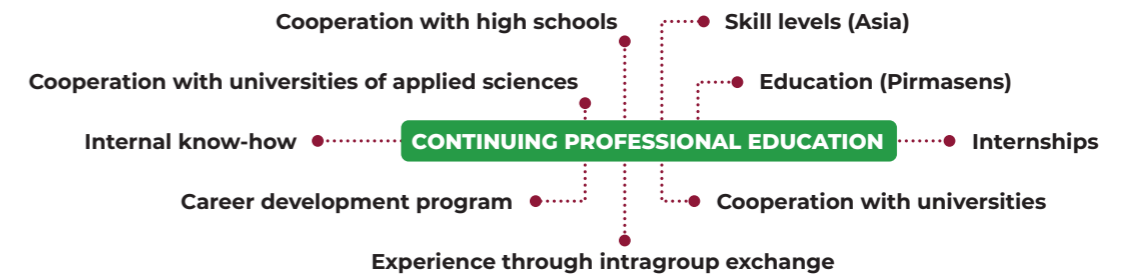 Cooperation with high schools
Skill levels (Asia)
Cooperation with universities of applied sciences
Education (Pirmasens)
Internal know-how
CONTINUING PROFESSIONAL EDUCATION
Internships
Career development program
Cooperation with universities
Experience through intragroup exchange